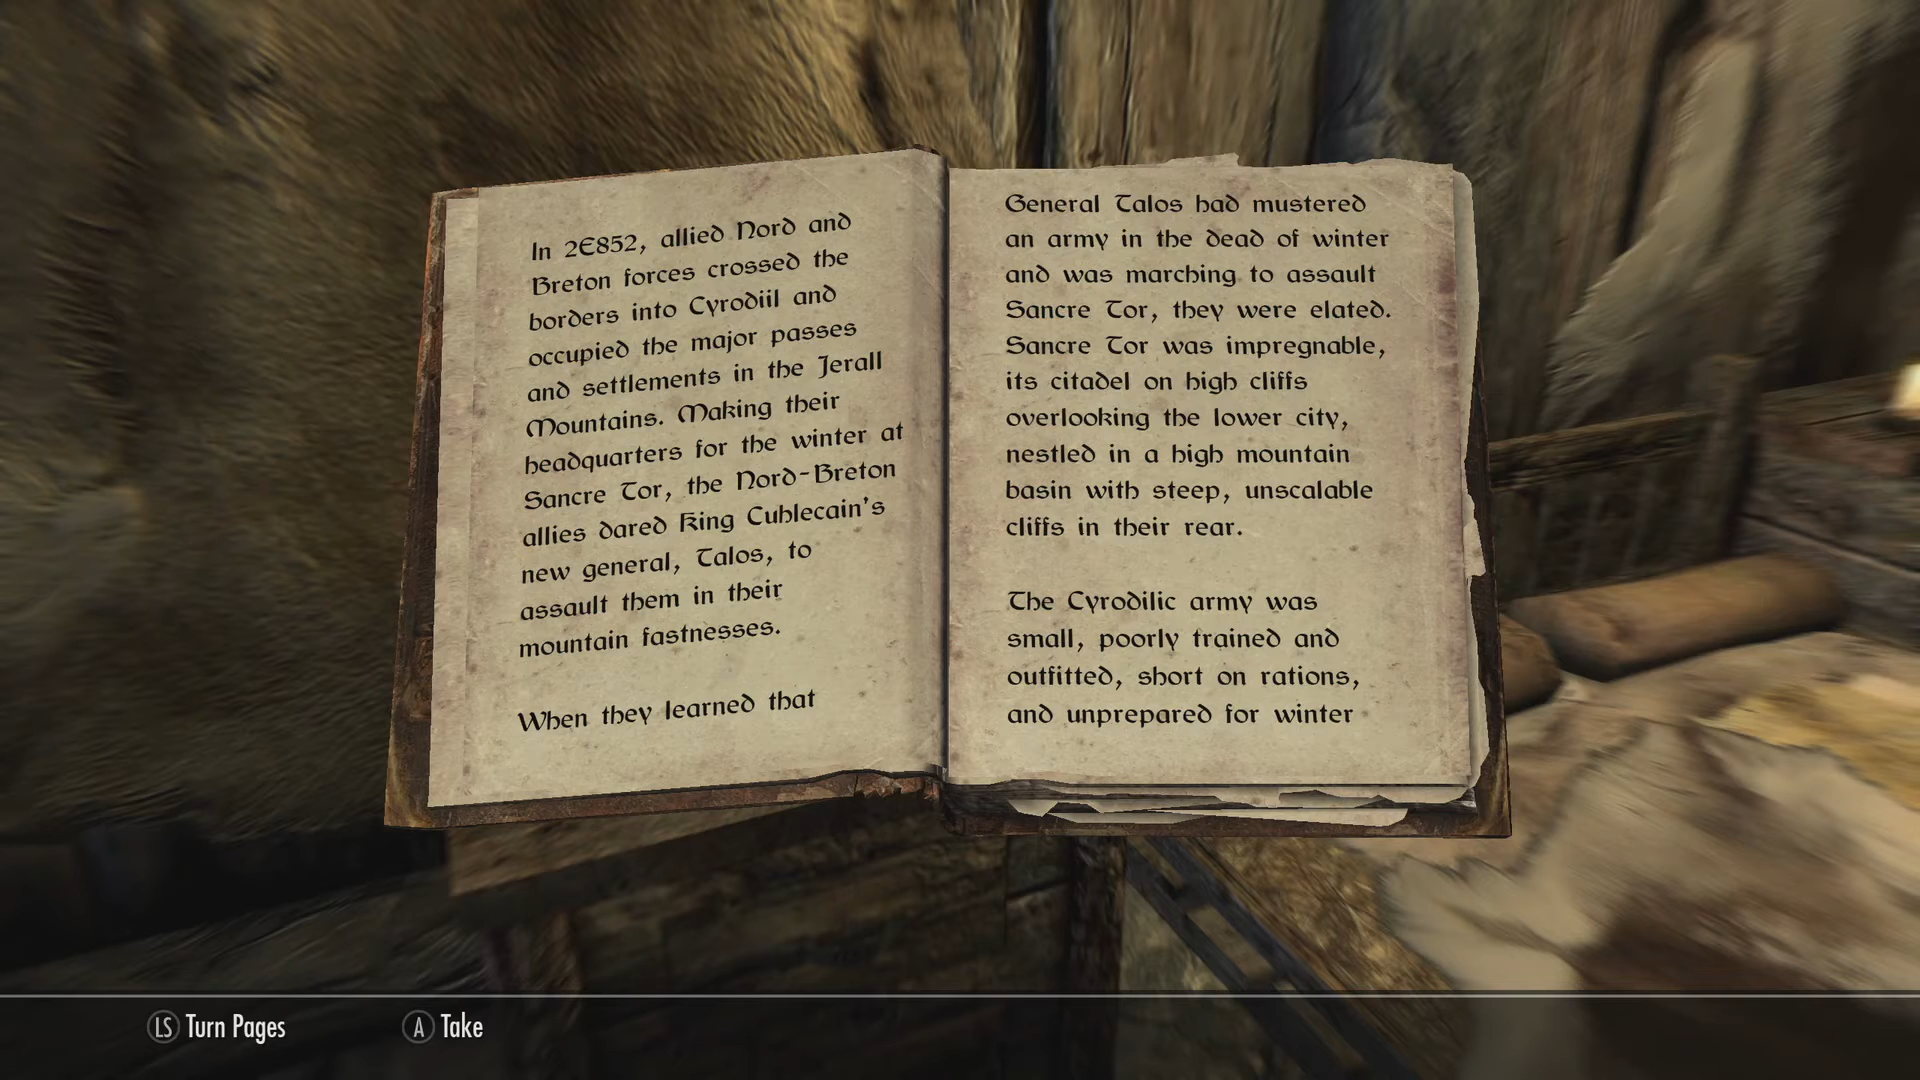 In 2E852, allied Nord and
Breton forces crossed the
borders into Cyrodiil and
occupied the major passes
and settlements in the Jerall
Mountains. Making their
headquarters for the winter at
Sancre Tor, the Nord-Breton
allies dared King Cuhlecain's
new general, Talos, to
assault them in their
mountain fastnesses.
When they learned that
General Talos had mustered
an army in the dead of winter
and was marching to assault
Sancre Tor, they were elated.
Sancre Tor was impregnable,
its citadel on high cliffs
overlooking the lower city,
nestled in a high mountain
basin with steep, unscalable
cliffs in their rear.
The Cyrodilic army was
small, poorly trained and
outfitted, short on rations,
and unprepared for winter
LS Turn Pages
A Take